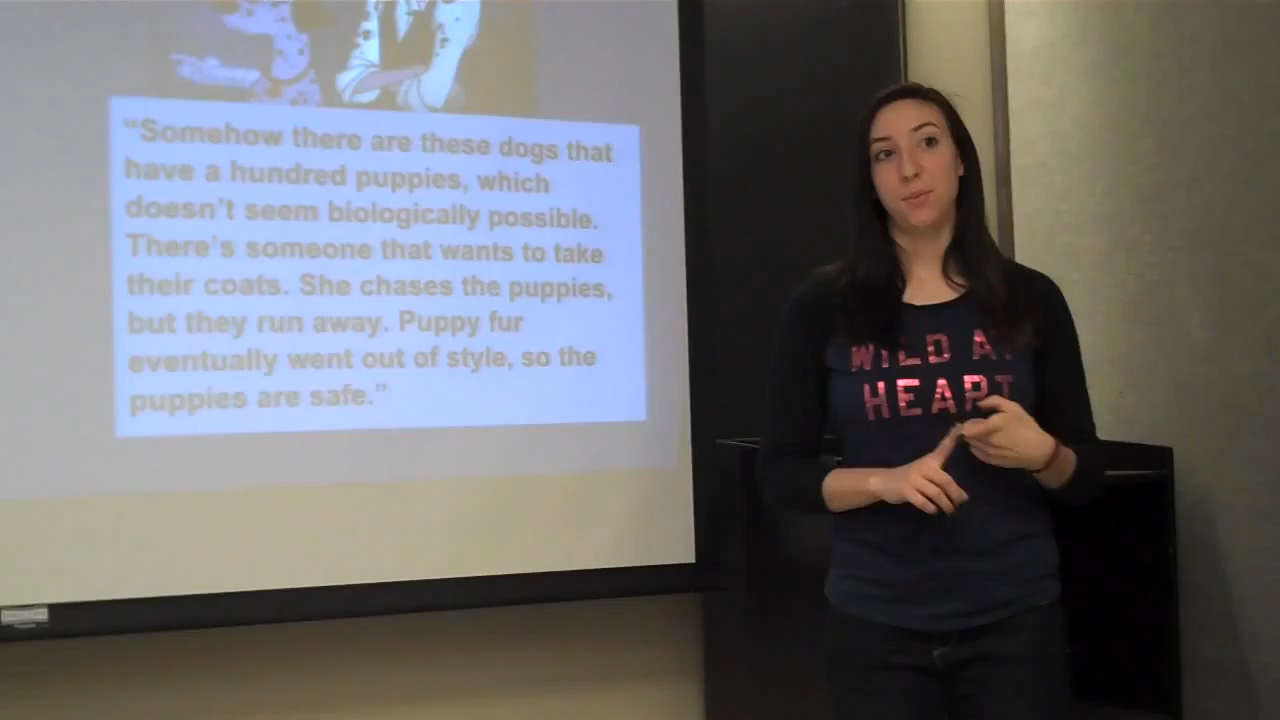 “Somehow there are these dogs that
have a hundred puppies, which
doesn't seem biologically possible.
There's someone that wants to take
their coats. She chases the puppies,
but they run away. Puppy fur
eventually went out of style, so the
puppies are safe.”
WILD AT
HEART